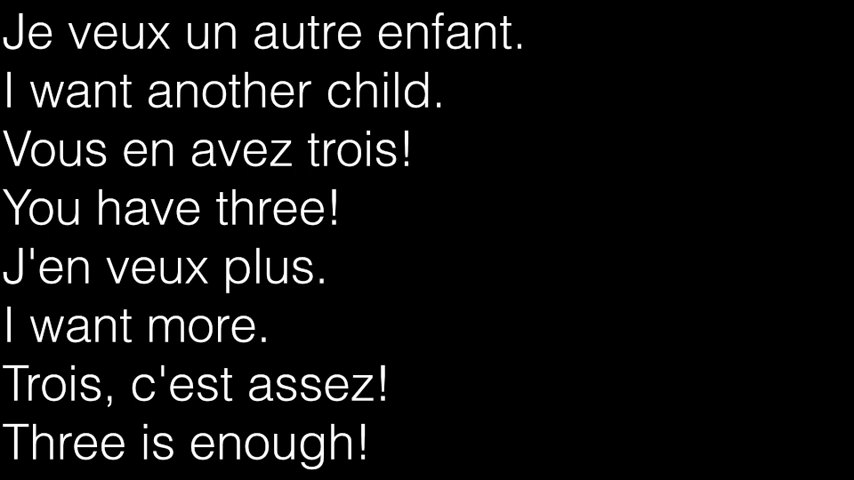 Je veux un autre enfant.
I want another child.
Vous en avez trois!
You have three!
J'en veux plus.
I want more.
Trois, c'est assez!
Three is enough!